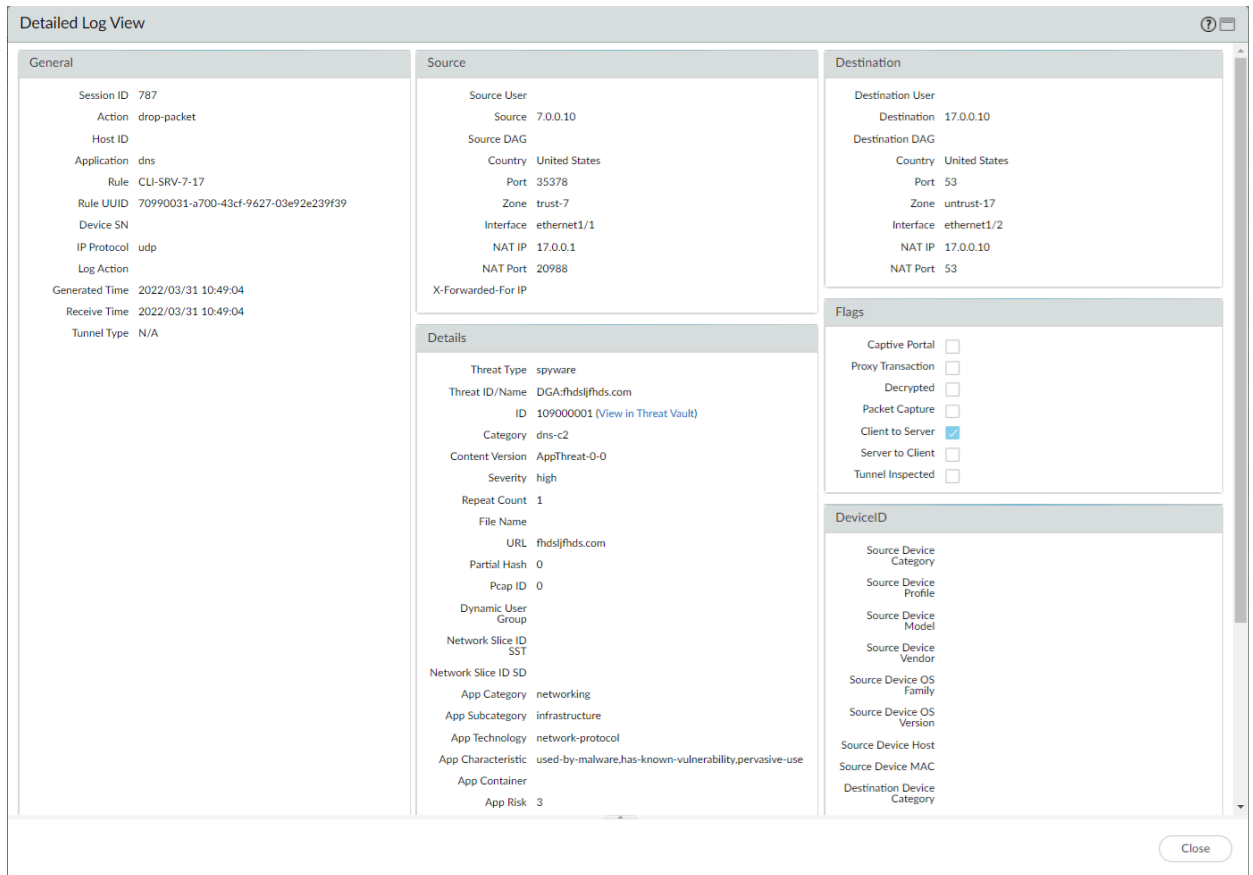 Detailed Log View
General
Session ID 787
Action drop-packet
Host ID
Application dns
Rule CLI-SRV-7-17
Rule UUID 70990031-a700-43cf-9627-03e92e239f39
Device SN
IP Protocol udp
Log Action
Generated Time 2022/03/31 10:49:04
Receive Time 2022/03/31 10:49:04
Tunnel Type N/A
Source
Source User
Source 7.0.0.10
Source DAG
Country United States
Port 35378
Zone trust-7
Interface ethernet1/1
NAT IP 17.0.0.1
NAT Port 20988
X-Forwarded-For IP
Details
Threat Type spyware
Threat ID/Name DGA:fhdsljfhds.com
ID 109000001 (View in Threat Vault)
Category dns-c2
Content Version AppThreat-0-0
Severity high
Repeat Count 1
File Name
URL fhdsljfhds.com
Partial Hash 0
Pcap ID 0
Dynamic User
Group
Network Slice ID
SST
Network Slice ID SD
App Category networking
App Subcategory infrastructure
App Technology network-protocol
App Characteristic used-by-malware,has-known-vulnerability,pervasive-use
App Container
App Risk 3
Destination
Destination User
Destination 17.0.0.10
Destination DAG
Country United States
Port 53
Zone untrust-17
Interface ethernet1/2
NAT IP 17.0.0.10
NAT Port 53
Flags
Captive Portal
Proxy Transaction
Decrypted
Packet Capture
Client to Server
Server to Client
Tunnel Inspected
DeviceID
Source Device
Category
Source Device
Profile
Source Device
Model
Source Device
Vendor
Source Device OS
Family
Source Device OS
Version
Source Device Host
Source Device MAC
Destination Device
Category
Close